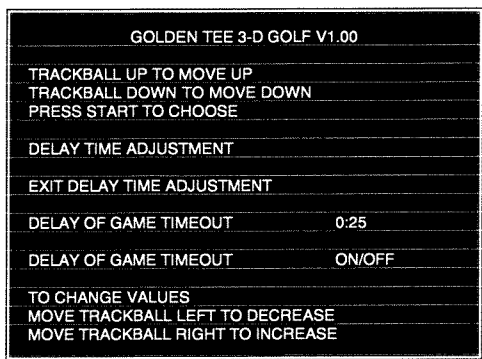 GOLDEN TEE 3-D GOLF V1.00
TRACKBALL UP TO MOVE UP
TRACKBALL DOWN TO MOVE DOWN
PRESS START TO CHOOSE
DELAY TIME ADJUSTMENT
EXIT DELAY TIME ADJUSTMENT
DELAY OF GAME TIMEOUT 0:25
DELAY OF GAME TIMEOUT ON/OFF
TO CHANGE VALUES
MOVE TRACKBALL LEFT TO DECREASE
MOVE TRACKBALL RIGHT TO INCREASE